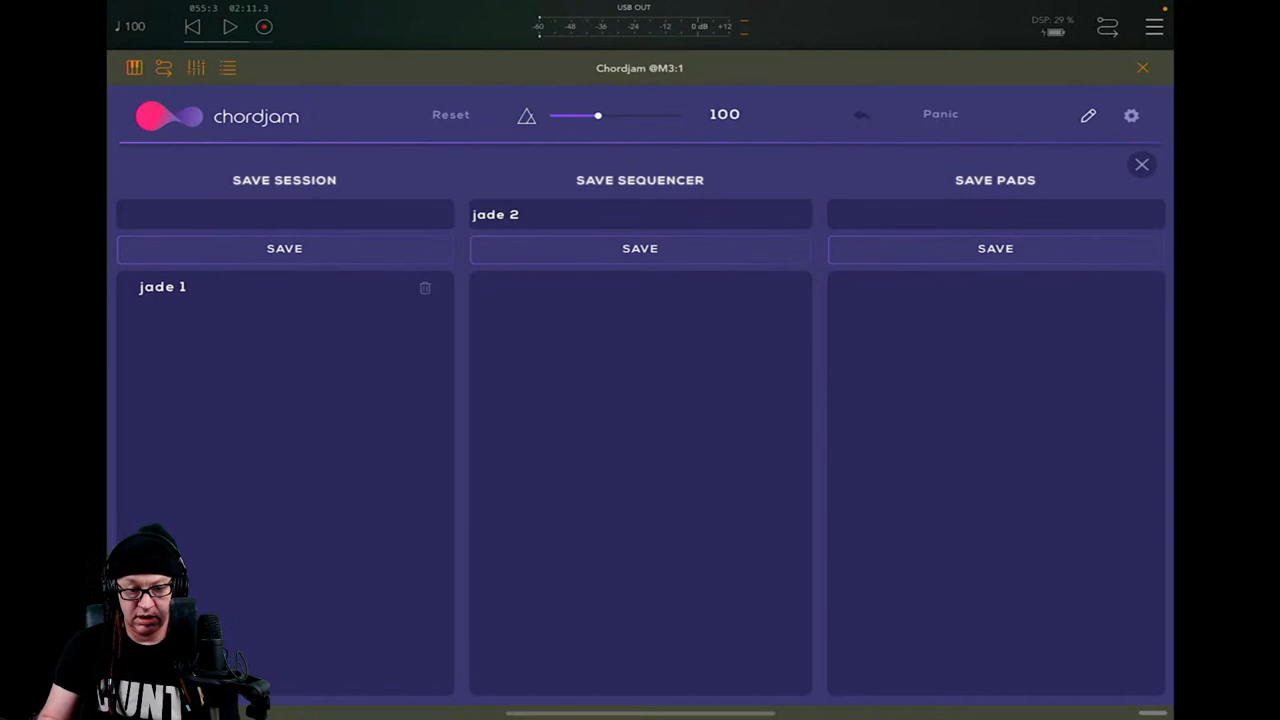 055:3 02:11.3
USB OUT
♩ 100
-60 -48 -36 -24 -12 0 dB +12
DSP: 29 %
Chordjam @M3:1
chordjam
Reset
100
Panic
SAVE SESSION
SAVE SEQUENCER
SAVE PADS
jade 2
SAVE
SAVE
SAVE
jade 1